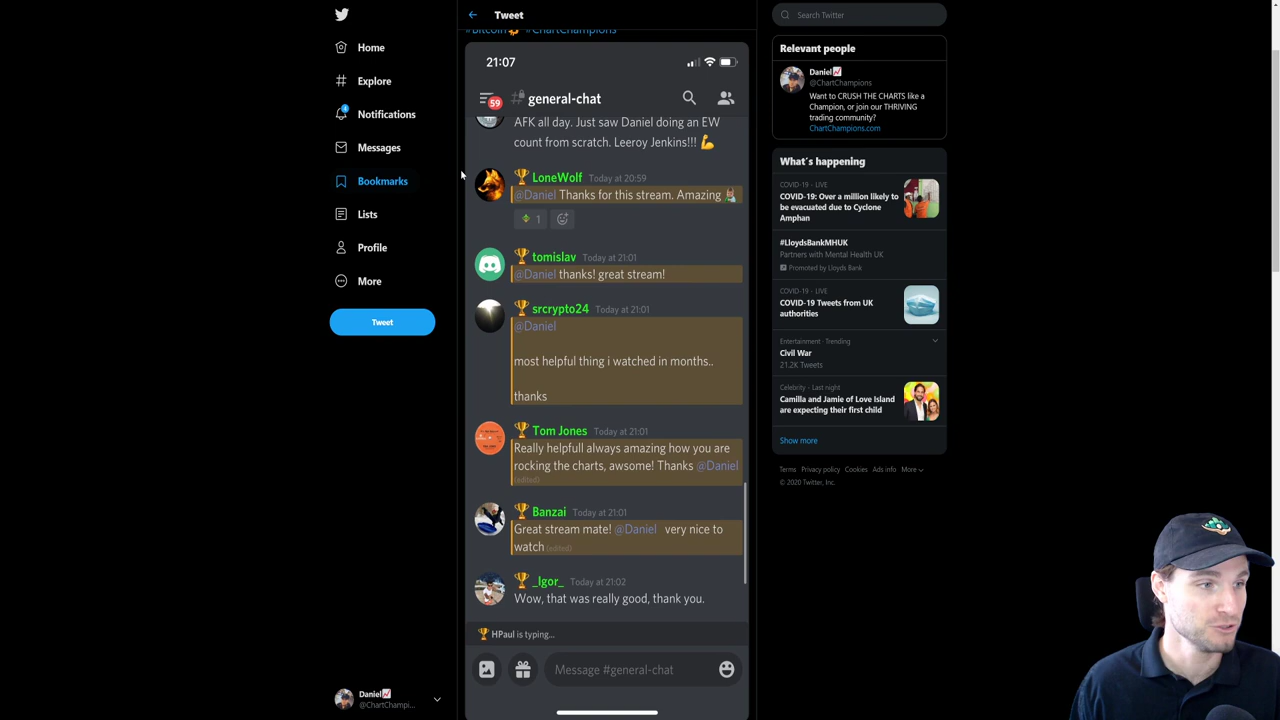 Home
Explore
4
Notifications
Messages
Bookmarks
Lists
Profile
More
Tweet
Daniel
@ChartChampi...
Tweet
#Bitcoin #ChartChampions
21:07
59
general-chat
AFK all day. Just saw Daniel doing an EW
count from scratch. Leeroy Jenkins!!!
LoneWolf Today at 20:59
@Daniel Thanks for this stream. Amazing
1
tomislav Today at 21:01
@Daniel thanks! great stream!
srcrypto24 Today at 21:01
@Daniel
most helpful thing i watched in months..
thanks
Tom Jones Today at 21:01
Really helpfull always amazing how you are
rocking the charts, awsome! Thanks @Daniel
(edited)
Banzai Today at 21:01
Great stream mate! @Daniel very nice to
watch (edited)
_Igor_ Today at 21:02
Wow, that was really good, thank you.
HPaul is typing...
Message #general-chat
Search Twitter
Relevant people
Daniel
@ChartChampions
Want to CRUSH THE CHARTS like a
Champion, or join our THRIVING
trading community?
ChartChampions.com
What's happening
COVID-19 · LIVE
COVID-19: Over a million likely to
be evacuated due to Cyclone
Amphan
#LloydsBankMHUK
Partners with Mental Health UK
Promoted by Lloyds Bank
COVID-19 · LIVE
COVID-19 Tweets from UK
authorities
Entertainment · Trending
Civil War
21.2K Tweets
Celebrity · Last night
Camilla and Jamie of Love Island
are expecting their first child
Show more
Terms Privacy policy Cookies Ads info More
© 2020 Twitter, Inc.